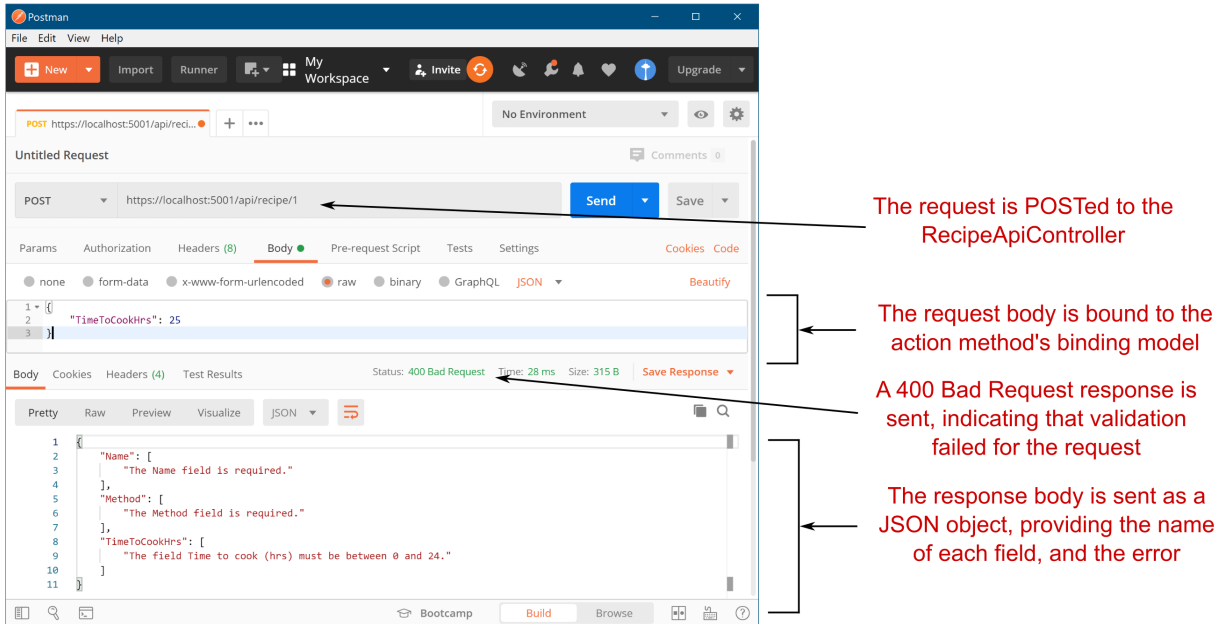 Postman
File Edit View Help
New Import Runner My Workspace Invite Upgrade
POST https://localhost:5001/api/reci... + ••• No Environment
Untitled Request Comments 0
POST https://localhost:5001/api/recipe/1 Send Save
The request is POSTed to the
RecipeApiController
Params Authorization Headers (8) Body Pre-request Script Tests Settings Cookies Code
none form-data x-www-form-urlencoded raw binary GraphQL JSON Beautify
1 {
2 "TimeToCookHrs": 25
3 }
The request body is bound to the
action method's binding model
Body Cookies Headers (4) Test Results Status: 400 Bad Request Time: 28 ms Size: 315 B Save Response
A 400 Bad Request response is
sent, indicating that validation
failed for the request
Pretty Raw Preview Visualize JSON
1 {
2 "Name": [
3 "The Name field is required."
4 ],
5 "Method": [
6 "The Method field is required."
7 ],
8 "TimeToCookHrs": [
9 "The field Time to cook (hrs) must be between 0 and 24."
10 ]
11 }
The response body is sent as a
JSON object, providing the name
of each field, and the error
Bootcamp Build Browse ?